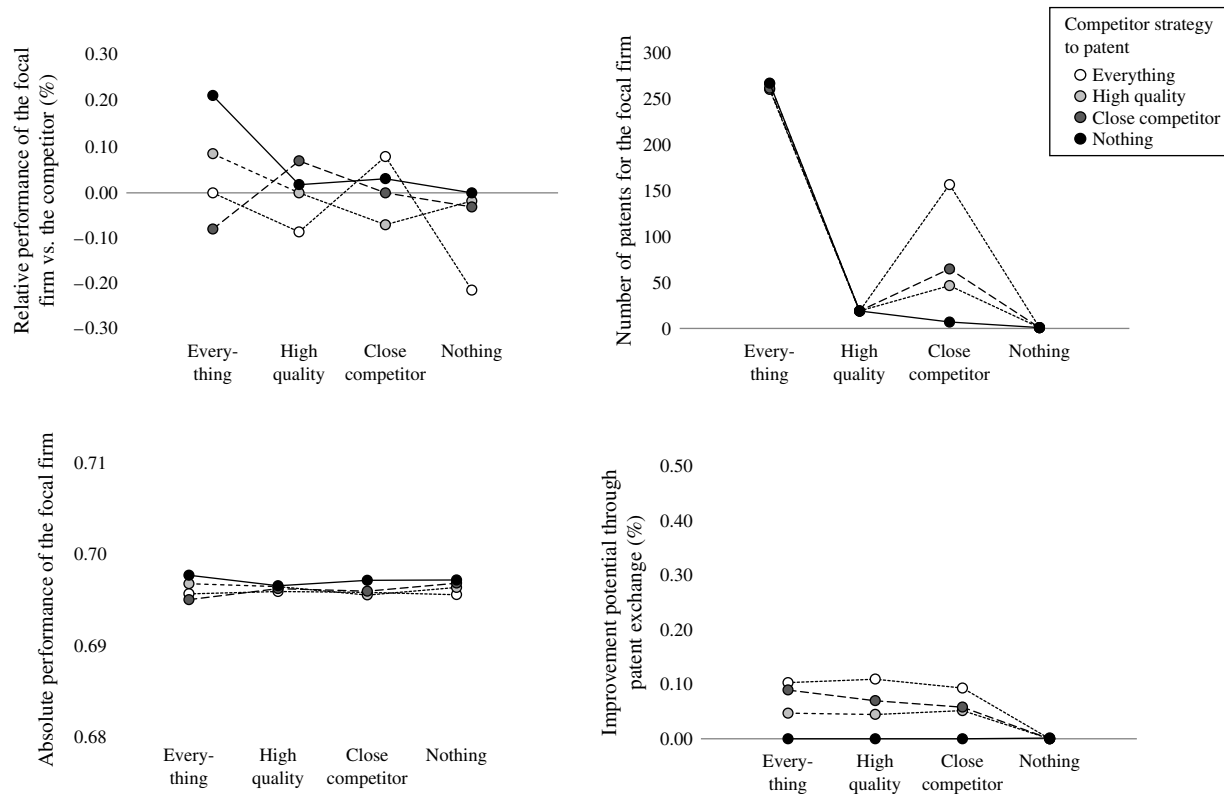 Relative performance of the focal
firm vs. the competitor (%)
0.30
0.20
0.10
0.00
−0.10
−0.20
−0.30
Every-
thing
High
quality
Close
competitor
Nothing
Number of patents for the focal firm
300
250
200
150
100
50
0
Every-
thing
High
quality
Close
competitor
Nothing
Competitor strategy
to patent
Everything
High quality
Close competitor
Nothing
Absolute performance of the focal firm
0.71
0.70
0.69
0.68
Every-
thing
High
quality
Close
competitor
Nothing
Improvement potential through
patent exchange (%)
0.50
0.40
0.30
0.20
0.10
0.00
Every-
thing
High
quality
Close
competitor
Nothing